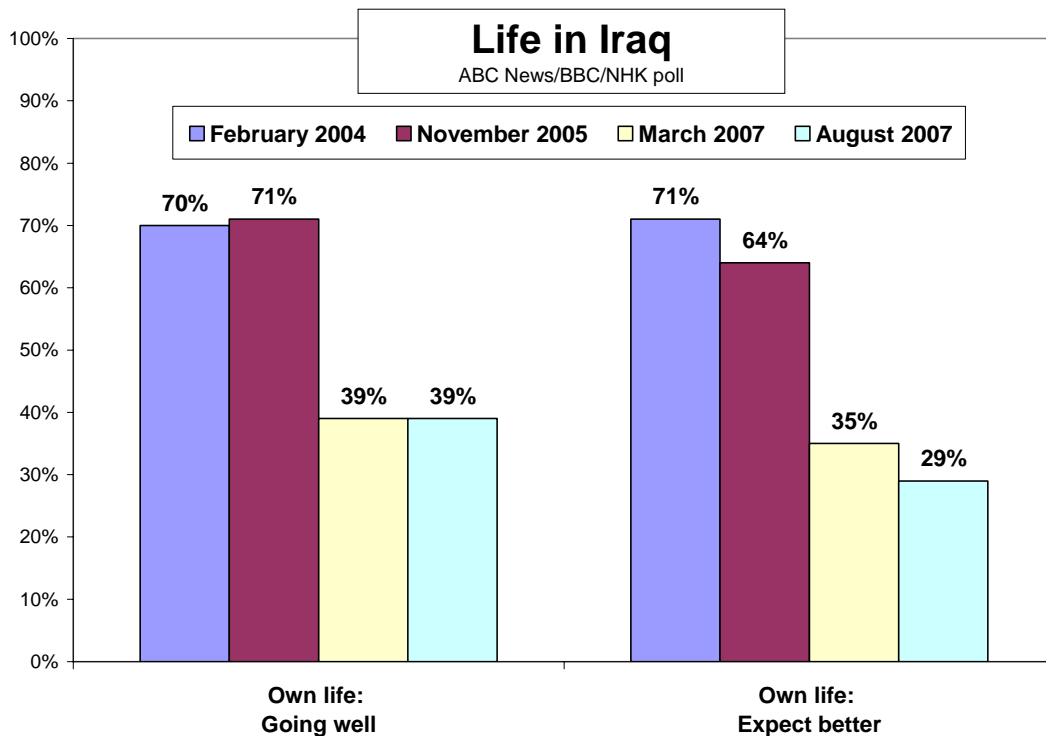 Life in Iraq
ABC News/BBC/NHK poll
February 2004 November 2005 March 2007 August 2007
100%
90%
80%
70%
60%
50%
40%
30%
20%
10%
0%
70% 71% 39% 39%
71% 64% 35% 29%
Own life:
Going well
Own life:
Expect better